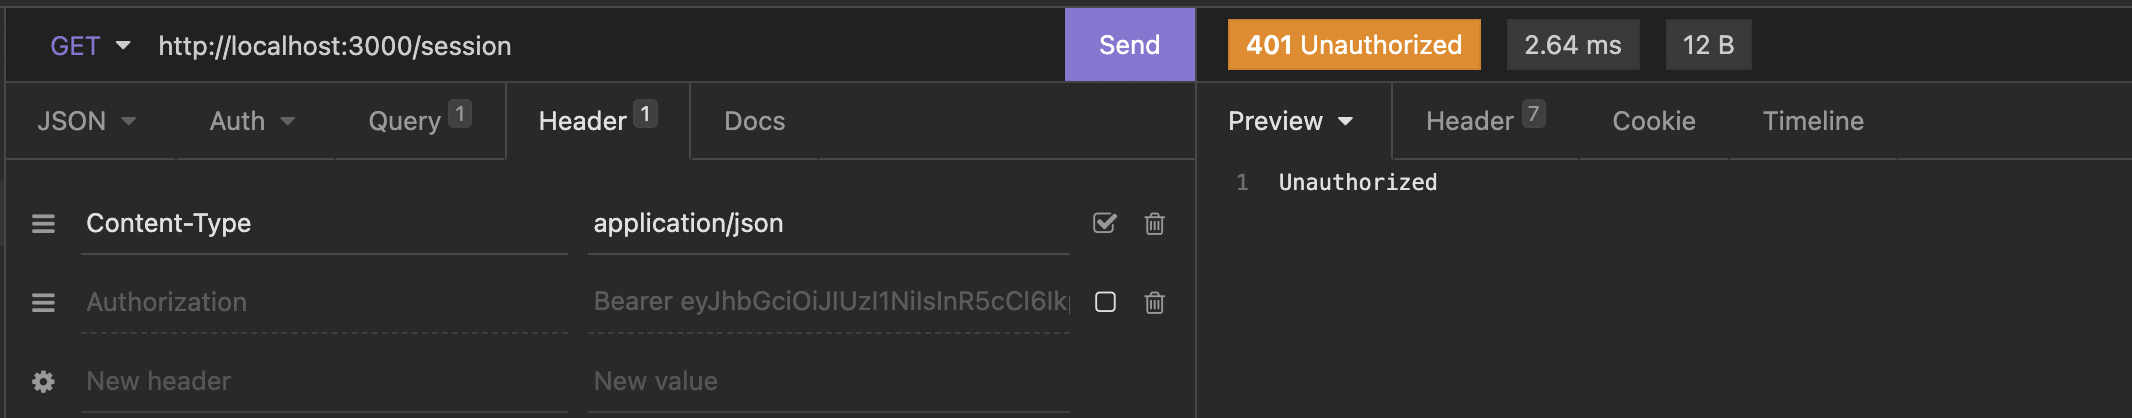 GET http://localhost:3000/session Send 401 Unauthorized 2.64 ms 12 B
JSON Auth Query 1 Header 1 Docs Preview Header 7 Cookie Timeline
1 Unauthorized
Content-Type application/json
Authorization Bearer eyJhbGciOiJIUzI1NiIsInR5cCI6Ikp
New header New value